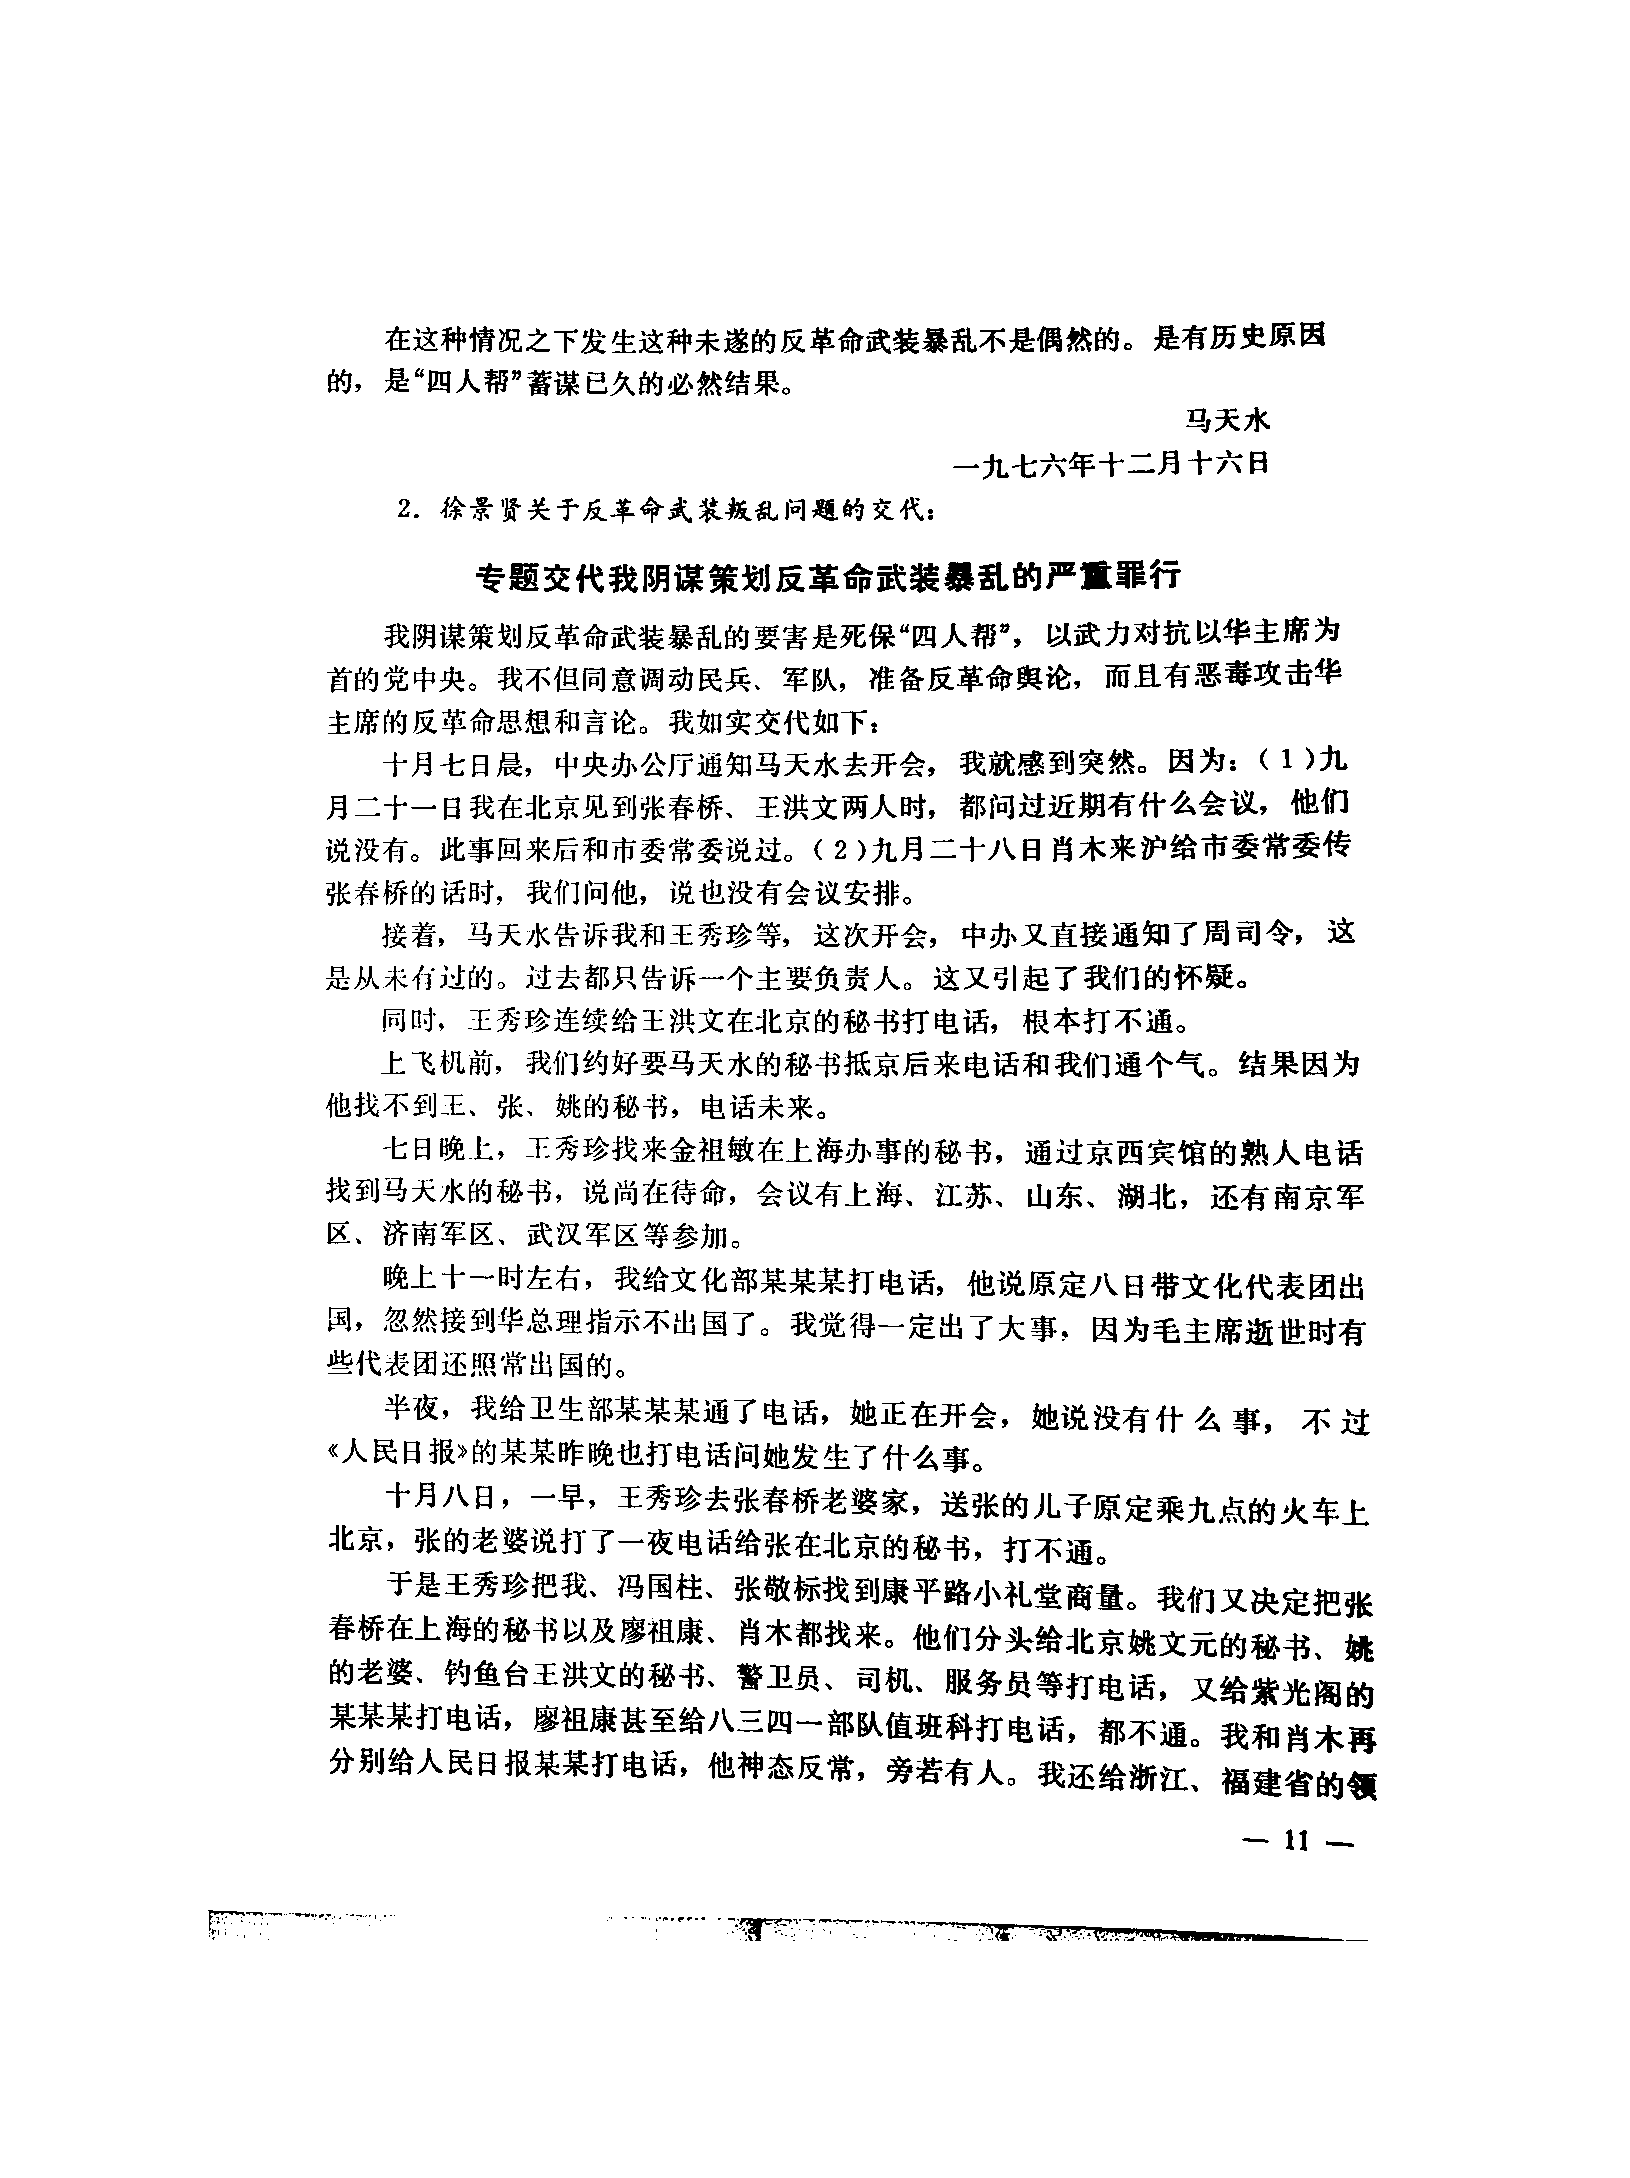 在这种情况之下发生这种未遂的反革命武装暴乱不是偶然的。是有历史原因
的，是“四人帮”蓄谋已久的必然结果。
马天水
一九七六年十二月十六日
2．徐景贤关于反革命武装叛乱问题的交代：
专题交代我阴谋策划反革命武装暴乱的严重罪行
我阴谋策划反革命武装暴乱的要害是死保“四人帮”，以武力对抗以华主席为
首的党中央。我不但同意调动民兵、军队，准备反革命舆论，而且有恶毒攻击华
主席的反革命思想和言论。我如实交代如下：
十月七日晨，中央办公厅通知马天水去开会，我就感到突然。因为：（1）九
月二十一日我在北京见到张春桥、王洪文两人时，都问过近期有什么会议，他们
说没有。此事回来后和市委常委说过。（2）九月二十八日肖木来沪给市委常委传
张春桥的话时，我们问他，说也没有会议安排。
接着，马天水告诉我和王秀珍等，这次开会，中办又直接通知了周司令，这
是从未有过的。过去都只告诉一个主要负责人。这又引起了我们的怀疑。
同时，王秀珍连续给王洪文在北京的秘书打电话，根本打不通。
上飞机前，我们约好要马天水的秘书抵京后来电话和我们通个气。结果因为
他找不到王、张、姚的秘书，电话未来。
七日晚上，王秀珍找来金祖敏在上海办事的秘书，通过京西宾馆的熟人电话
找到马天水的秘书，说尚在待命，会议有上海、江苏、山东、湖北，还有南京军
区、济南军区、武汉军区等参加。
晚上十一时左右，我给文化部某某某打电话，他说原定八日带文化代表团出
国，忽然接到华总理指示不出国了。我觉得一定出了大事，因为毛主席逝世时有
些代表团还照常出国的。
半夜，我给卫生部某某某通了电话，她正在开会，她说没有什么事，不过
《人民日报》的某某昨晚也打电话问她发生了什么事。
十月八日，一早，王秀珍去张春桥老婆家，送张的儿子原定乘九点的火车上
北京，张的老婆说打了一夜电话给张在北京的秘书，打不通。
于是王秀珍把我、冯国柱、张敬标找到康平路小礼堂商量。我们又决定把张
春桥在上海的秘书以及廖祖康、肖木都找来。他们分头给北京姚文元的秘书、姚
的老婆、钓鱼台王洪文的秘书、警卫员、司机、服务员等打电话，又给紫光阁的
某某某打电话，廖祖康甚至给八三四一部队值班科打电话，都不通。我和肖木再
分别给人民日报某某打电话，他神态反常，旁若有人。我还给浙江、福建省的领
— 11 —